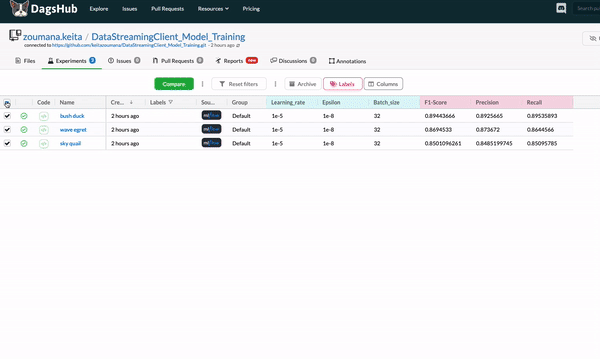 DagsHub Explore Issues Pull Requests Resources Pricing Search pu
zoumana.keita / DataStreamingClient_Model_Training
connected to https://github.com/keitazoumana/DataStreamingClient_Model_Training.git - 2 hours ago
Files Experiments 3 Issues 0 Pull Requests 0 Reports new Discussions 0 Annotations
Compare Reset filters Archive Labels Columns
Code Name Cre... Labels Sou... Group Learning_rate Epsilon Batch_size F1-Score Precision Recall
bush duck 2 hours ago mlflow Default 1e-5 1e-8 32 0.89443666 0.8925665 0.89535893
wave egret 2 hours ago mlflow Default 1e-5 1e-8 32 0.8694533 0.873672 0.8644566
sky quail 2 hours ago mlflow Default 1e-5 1e-8 32 0.8501096261 0.8485199745 0.85095785